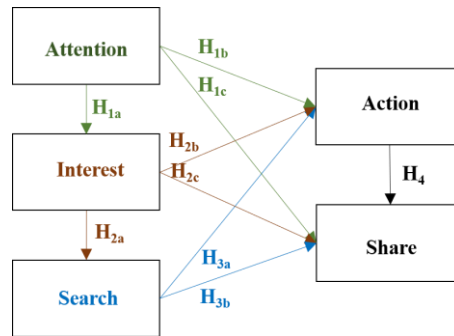 Attention
H1b
H1c
Action
H1a
H2b
Interest
H2c
H4
H2a
Share
H3a
Search
H3b